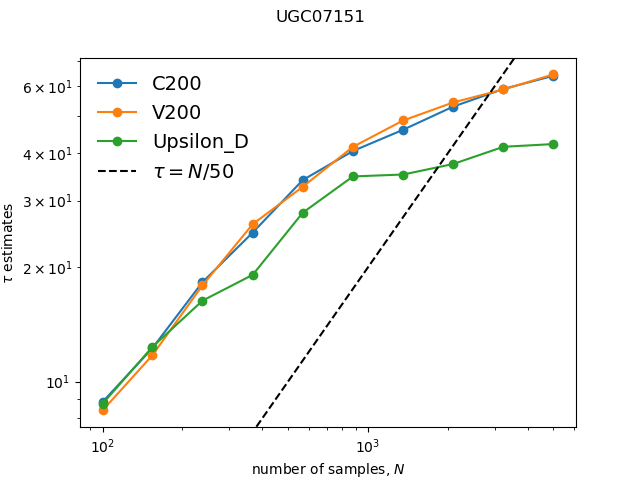 UGC07151
C200
V200
Upsilon_D
τ = N/50
6 × 10¹
4 × 10¹
3 × 10¹
2 × 10¹
10¹
τ estimates
10² 10³
number of samples, N